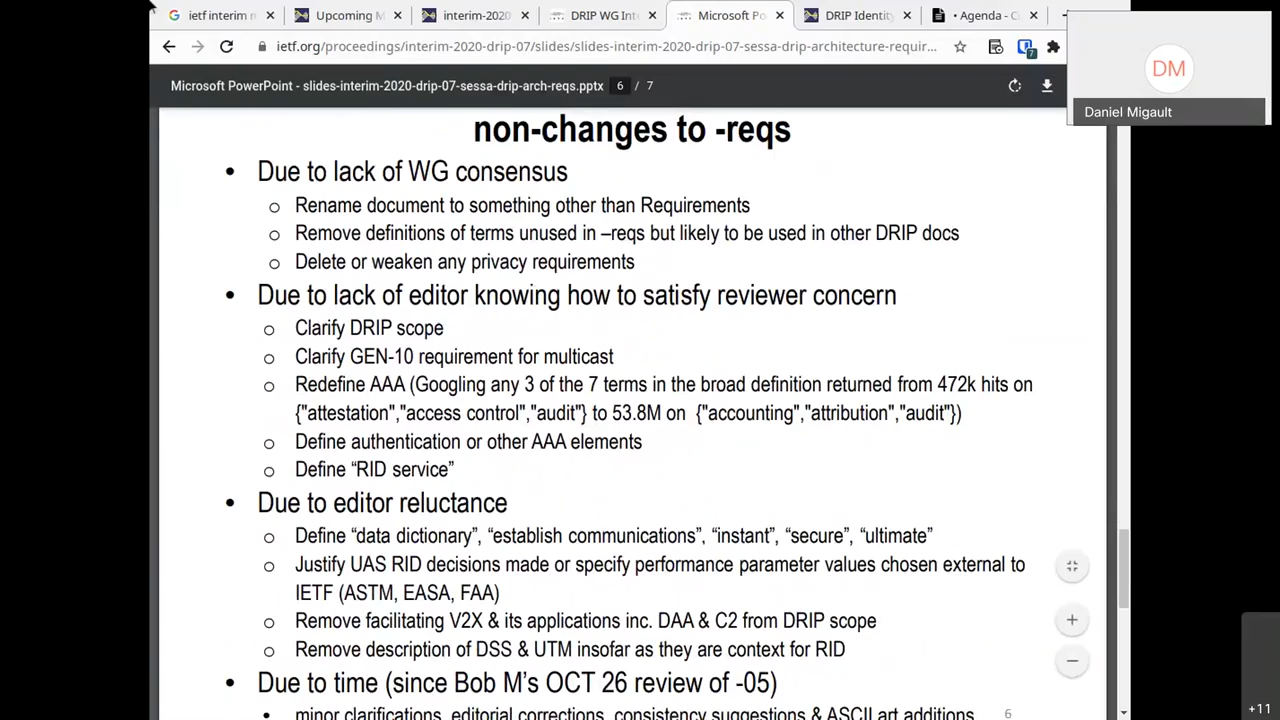 ietf interim m
Upcoming M
interim-2020
DRIP WG Int
Microsoft Po
DRIP Identity
• Agenda - C
ietf.org/proceedings/interim-2020-drip-07/slides/slides-interim-2020-drip-07-sessa-drip-architecture-requir...
7
DM
Daniel Migault
Microsoft PowerPoint - slides-interim-2020-drip-07-sessa-drip-arch-reqs.pptx 6 / 7
non-changes to -reqs
• Due to lack of WG consensus
o Rename document to something other than Requirements
o Remove definitions of terms unused in –reqs but likely to be used in other DRIP docs
o Delete or weaken any privacy requirements
• Due to lack of editor knowing how to satisfy reviewer concern
o Clarify DRIP scope
o Clarify GEN-10 requirement for multicast
o Redefine AAA (Googling any 3 of the 7 terms in the broad definition returned from 472k hits on
{"attestation","access control","audit"} to 53.8M on {"accounting","attribution","audit"})
o Define authentication or other AAA elements
o Define “RID service”
• Due to editor reluctance
o Define “data dictionary”, “establish communications”, “instant”, “secure”, “ultimate”
o Justify UAS RID decisions made or specify performance parameter values chosen external to
IETF (ASTM, EASA, FAA)
o Remove facilitating V2X & its applications inc. DAA & C2 from DRIP scope
o Remove description of DSS & UTM insofar as they are context for RID
• Due to time (since Bob M’s OCT 26 review of -05)
• minor clarifications, editorial corrections, consistency suggestions & ASCII art additions
6
+11